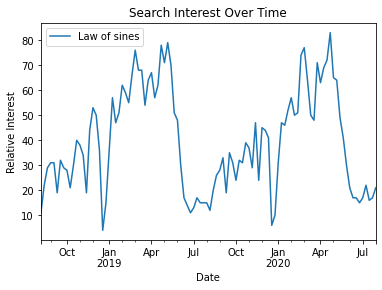 Search Interest Over Time
Law of sines
Relative Interest
80
70
60
50
40
30
20
10
Oct
Jan
2019
Apr
Jul
Oct
Jan
2020
Apr
Jul
Date